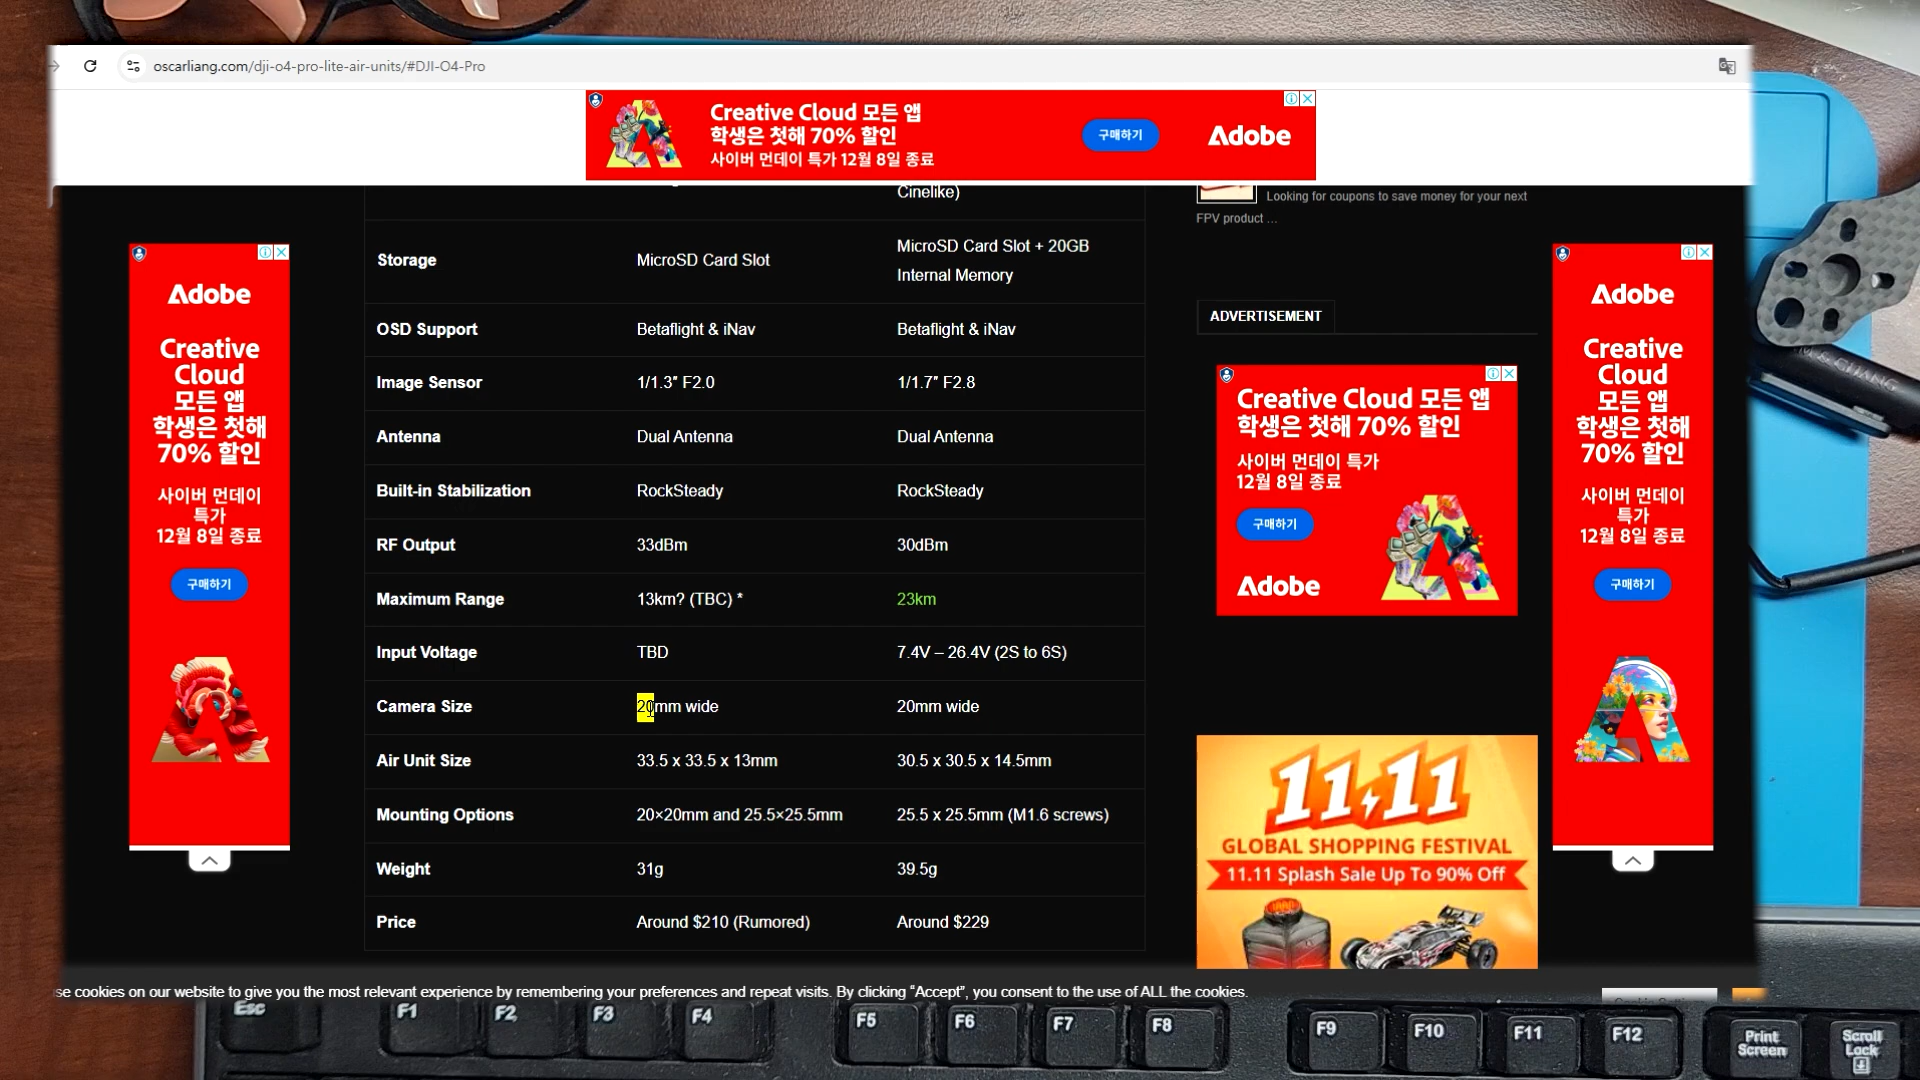 oscarliang.com/dji-o4-pro-lite-air-units/#DJI-O4-Pro
Creative Cloud 모든 앱
학생은 첫해 70% 할인
사이버 먼데이 특가 12월 8일 종료
구매하기
Adobe
Cinelike)
Storage
MicroSD Card Slot
MicroSD Card Slot + 20GB
Internal Memory
OSD Support
Betaflight & iNav
Betaflight & iNav
Image Sensor
1/1.3″ F2.0
1/1.7″ F2.8
Antenna
Dual Antenna
Dual Antenna
Built-in Stabilization
RockSteady
RockSteady
RF Output
33dBm
30dBm
Maximum Range
13km? (TBC) *
23km
Input Voltage
TBD
7.4V – 26.4V (2S to 6S)
Camera Size
20mm wide
20mm wide
Air Unit Size
33.5 x 33.5 x 13mm
30.5 x 30.5 x 14.5mm
Mounting Options
20×20mm and 25.5×25.5mm
25.5 x 25.5mm (M1.6 screws)
Weight
31g
39.5g
Price
Around $210 (Rumored)
Around $229
Adobe
Creative
Cloud
모든 앱
학생은 첫해
70% 할인
사이버 먼데이
특가
12월 8일 종료
구매하기
Looking for coupons to save money for your next
FPV product ...
ADVERTISEMENT
Creative Cloud 모든 앱
학생은 첫해 70% 할인
사이버 먼데이 특가
12월 8일 종료
구매하기
Adobe
11.11
GLOBAL SHOPPING FESTIVAL
11.11 Splash Sale Up To 90% Off
Adobe
Creative
Cloud
모든 앱
학생은 첫해
70% 할인
사이버 먼데이
특가
12월 8일 종료
구매하기
se cookies on our website to give you the most relevant experience by remembering your preferences and repeat visits. By clicking “Accept”, you consent to the use of ALL the cookies.
Esc
F1
F2
F3
F4
F5
F6
F7
F8
F9
F10
F11
F12
Print
Screen
Scroll
Lock